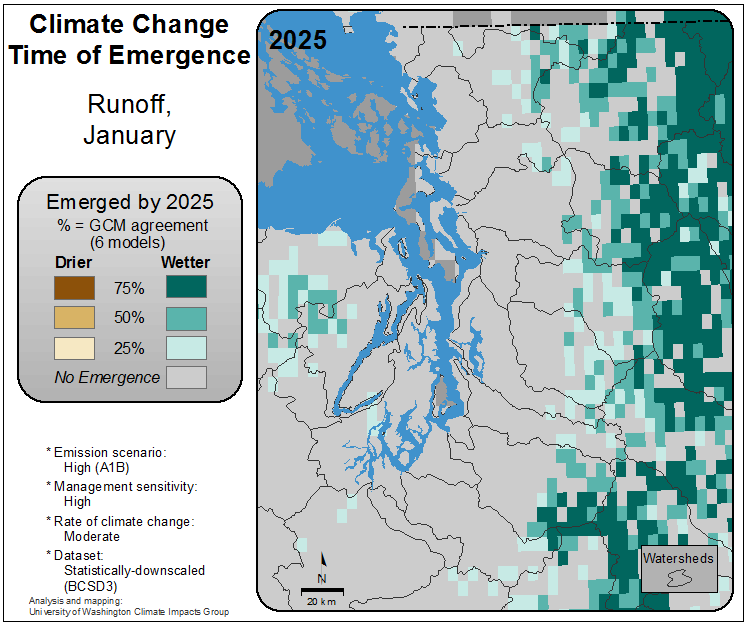 Climate Change
Time of Emergence
Runoff,
January
Emerged by 2025
% = GCM agreement
(6 models)
Drier Wetter
75%
50%
25%
No Emergence
* Emission scenario:
High (A1B)
* Management sensitivity:
High
* Rate of climate change:
Moderate
* Dataset:
Statistically-downscaled
(BCSD3)
Analysis and mapping:
University of Washington Climate Impacts Group
2025
N
20 km
Watersheds